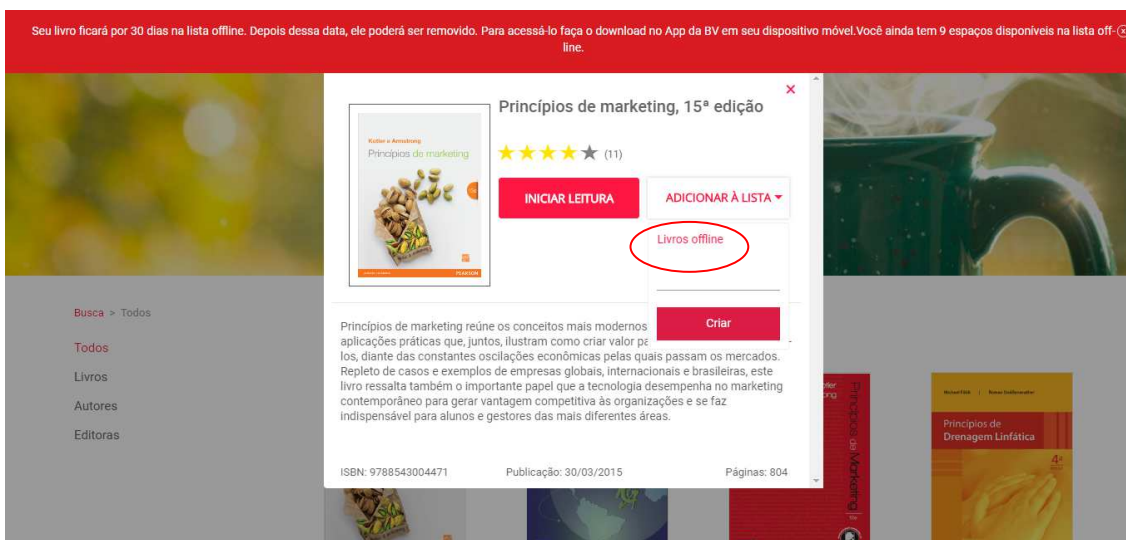 Seu livro ficará por 30 dias na lista offline. Depois dessa data, ele poderá ser removido. Para acessá-lo faça o download no App da BV em seu dispositivo móvel.Você ainda tem 9 espaços disponíveis na lista off-
line.
Princípios de marketing, 15ª edição
Kotler e Armstrong
Princípios de marketing
PEARSON
(11)
INICIAR LEITURA
ADICIONAR À LISTA
Livros offline
Criar
Princípios de marketing reúne os conceitos mais modernos
aplicações práticas que, juntos, ilustram como criar valor
los, diante das constantes oscilações econômicas pelas quais passam os mercados.
Repleto de casos e exemplos de empresas globais, internacionais e brasileiras, este
livro ressalta também o importante papel que a tecnologia desempenha no marketing
contemporâneo para gerar vantagem competitiva às organizações e se faz
indispensável para alunos e gestores das mais diferentes áreas.
ISBN: 9788543004471
Publicação: 30/03/2015
Páginas: 804
Busca > Todos
Todos
Livros
Autores
Editoras
Princípios de Marketing
Princípios de
Drenagem Linfática
4ª